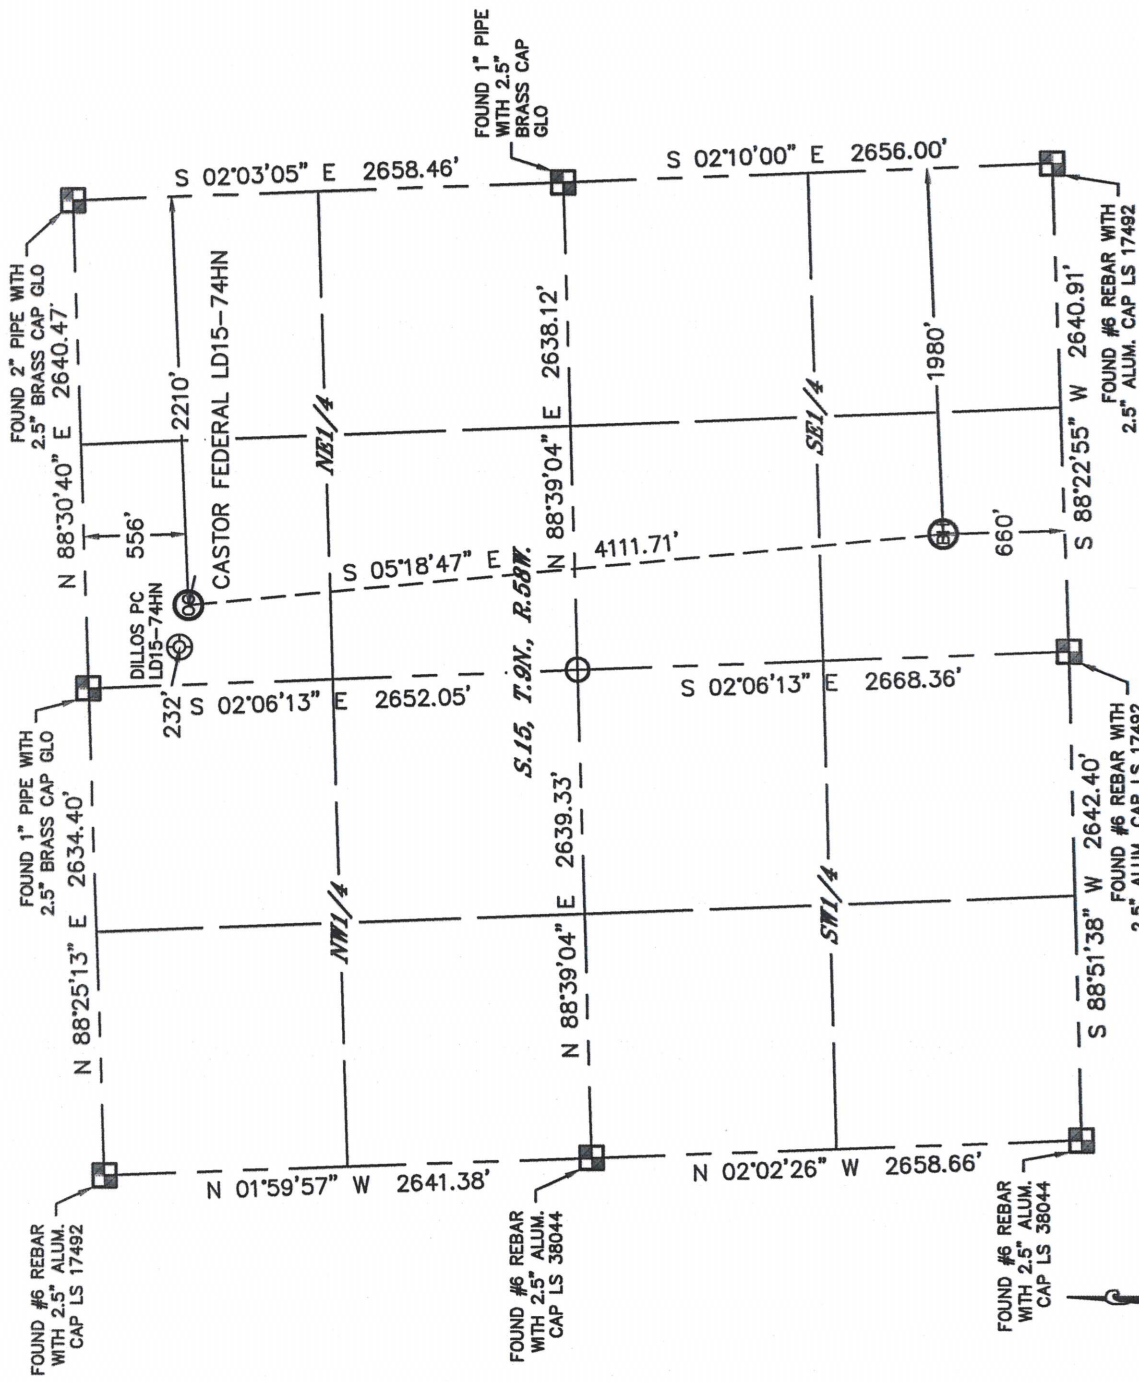 FOUND 1" PIPE
WITH 2.5"
BRASS CAP
GLO
FOUND 2" PIPE WITH
2.5" BRASS CAP GLO
S 02°03'05" E 2658.46'
S 02°10'00" E 2656.00'
N 88°30'40" E 2640.47'
2210'
556'
CASTOR FEDERAL LD15-74HN
DILLOS PC
LD15-74HN
232'
NE1/4
N 88°39'04" E 2638.12'
SE1/4
1980'
660'
S 88°22'55" W 2640.91'
FOUND #6 REBAR WITH
2.5" ALUM. CAP LS 17492
S 05°18'47" E 4111.71'
S.15, T.9N., R.58W.
FOUND 1" PIPE WITH
2.5" BRASS CAP GLO
S 02°06'13" E 2652.05'
S 02°06'13" E 2668.36'
N 88°25'13" E 2634.40'
NW1/4
N 88°39'04" E 2639.33'
SW1/4
S 88°51'38" W 2642.40'
FOUND #6 REBAR WITH
2.5" ALUM. CAP LS 17492
FOUND #6 REBAR
WITH 2.5" ALUM.
CAP LS 17492
N 01°59'57" W 2641.38'
FOUND #6 REBAR
WITH 2.5" ALUM.
CAP LS 38044
N 02°02'26" W 2658.66'
FOUND #6 REBAR
WITH 2.5" ALUM.
CAP LS 38044